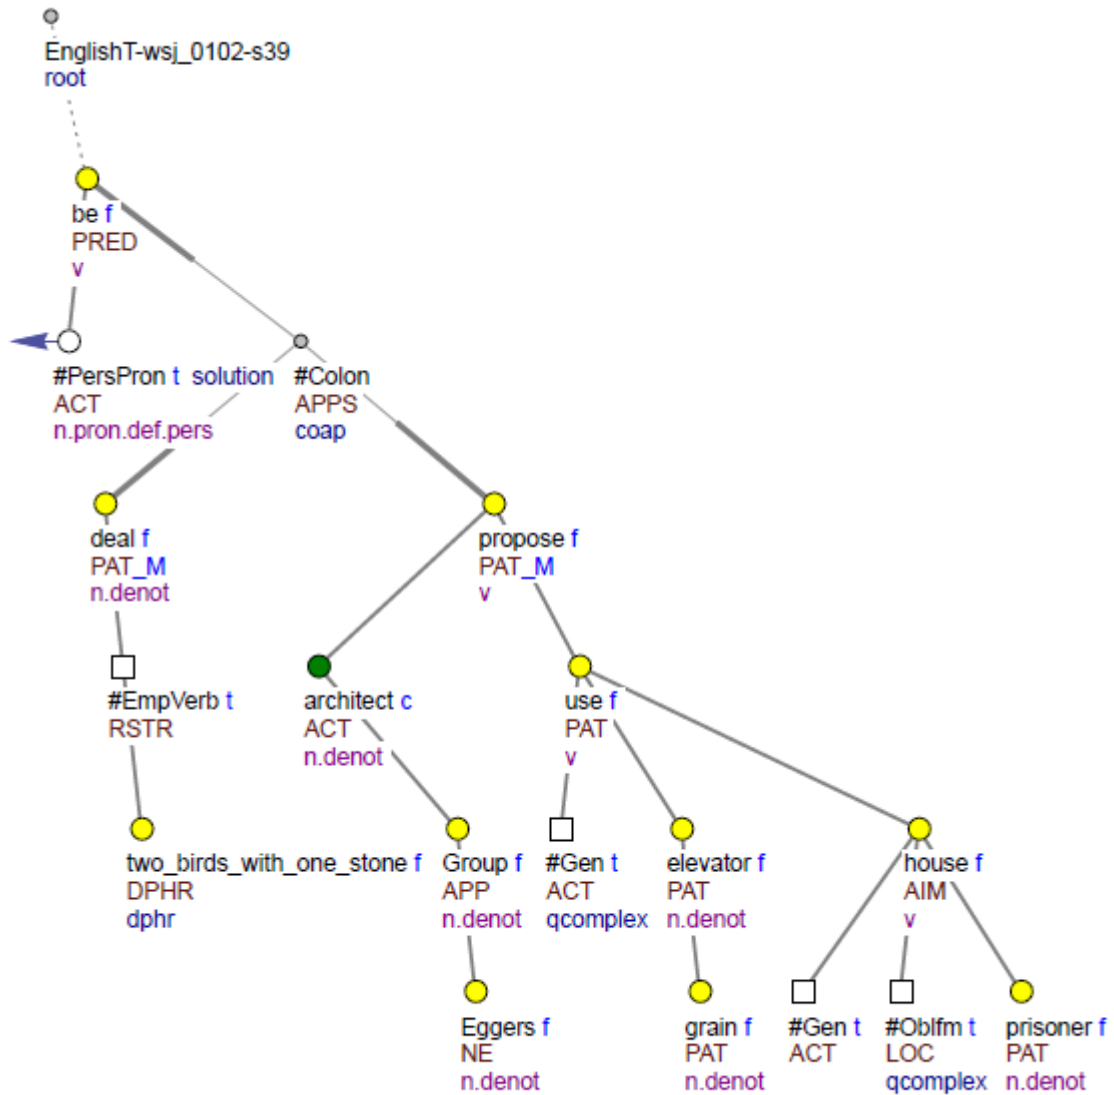 EnglishT-wsj_0102-s39
root
be f
PRED
v
#PersPron t solution
ACT
n.pron.def.pers
#Colon
APPS
coap
deal f
PAT_M
n.denot
propose f
PAT_M
v
#EmpVerb t
RSTR
architect c
ACT
n.denot
use f
PAT
v
two_birds_with_one_stone f
DPHR
dphr
Group f
APP
n.denot
#Gen t
ACT
qcomplex
elevator f
PAT
n.denot
house f
AIM
v
Eggers f
NE
n.denot
grain f
PAT
n.denot
#Gen t
ACT
#Oblfm t
LOC
qcomplex
prisoner f
PAT
n.denot